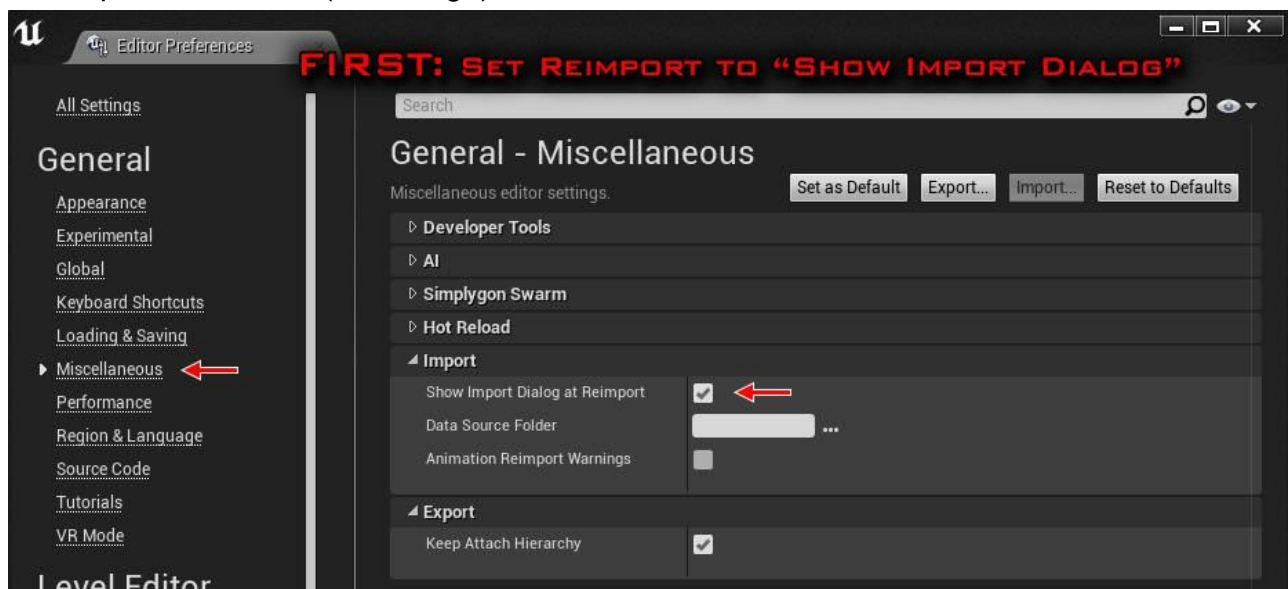 Editor Preferences
FIRST: SET REIMPORT TO “SHOW IMPORT DIALOG”
All Settings
Search
General
Appearance
Experimental
Global
Keyboard Shortcuts
Loading & Saving
Miscellaneous
Performance
Region & Language
Source Code
Tutorials
VR Mode
Level Editor
General - Miscellaneous
Miscellaneous editor settings.
Set as Default Export... Import... Reset to Defaults
Developer Tools
AI
Simplygon Swarm
Hot Reload
Import
Show Import Dialog at Reimport
Data Source Folder ...
Animation Reimport Warnings
Export
Keep Attach Hierarchy